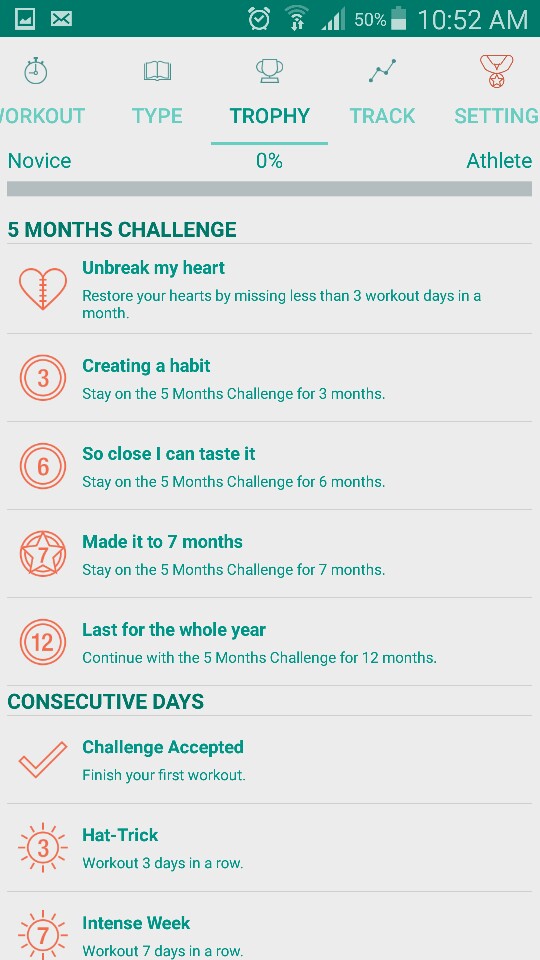 50% 10:52 AM
WORKOUT TYPE TROPHY TRACK SETTING
Novice 0% Athlete
5 MONTHS CHALLENGE
Unbreak my heart
Restore your hearts by missing less than 3 workout days in a
month.
3
Creating a habit
Stay on the 5 Months Challenge for 3 months.
6
So close I can taste it
Stay on the 5 Months Challenge for 6 months.
7
Made it to 7 months
Stay on the 5 Months Challenge for 7 months.
12
Last for the whole year
Continue with the 5 Months Challenge for 12 months.
CONSECUTIVE DAYS
Challenge Accepted
Finish your first workout.
3
Hat-Trick
Workout 3 days in a row.
7
Intense Week
Workout 7 days in a row.